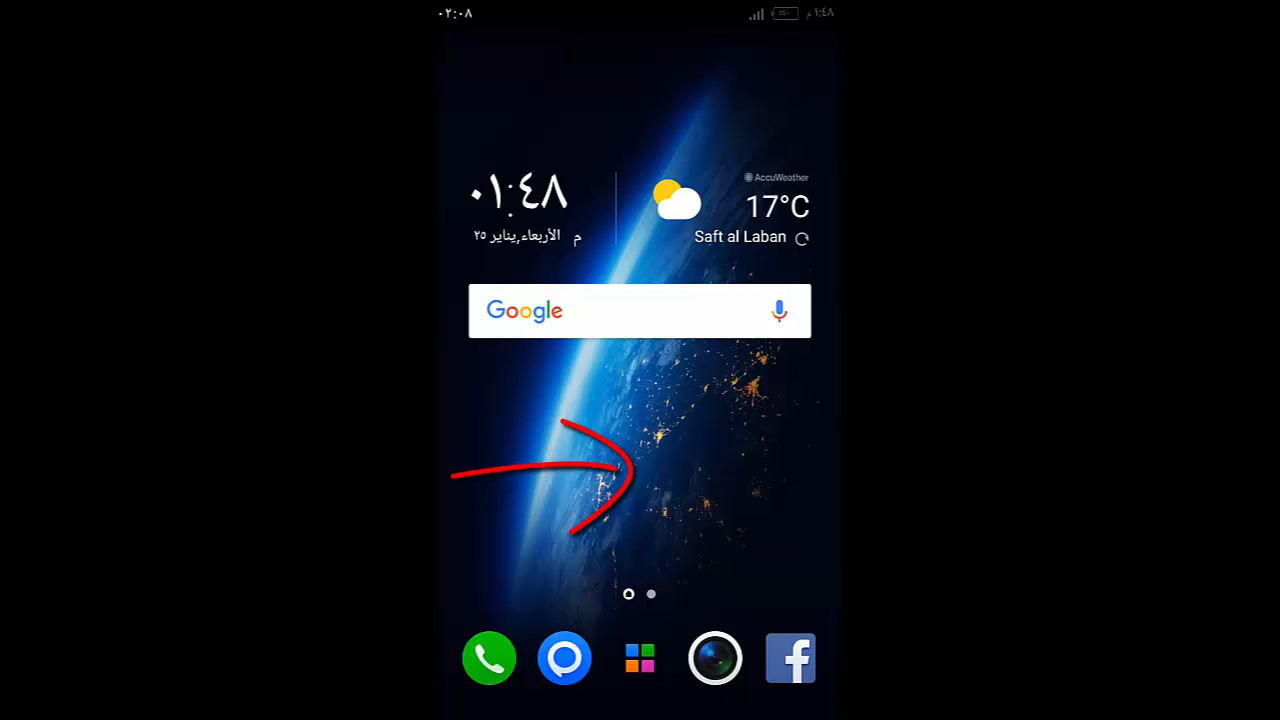 ٠٢:٠٨
١:٤٨ م
٠١:٤٨
م الأربعاء,يناير ٢٥
AccuWeather
17°C
Saft al Laban
Google